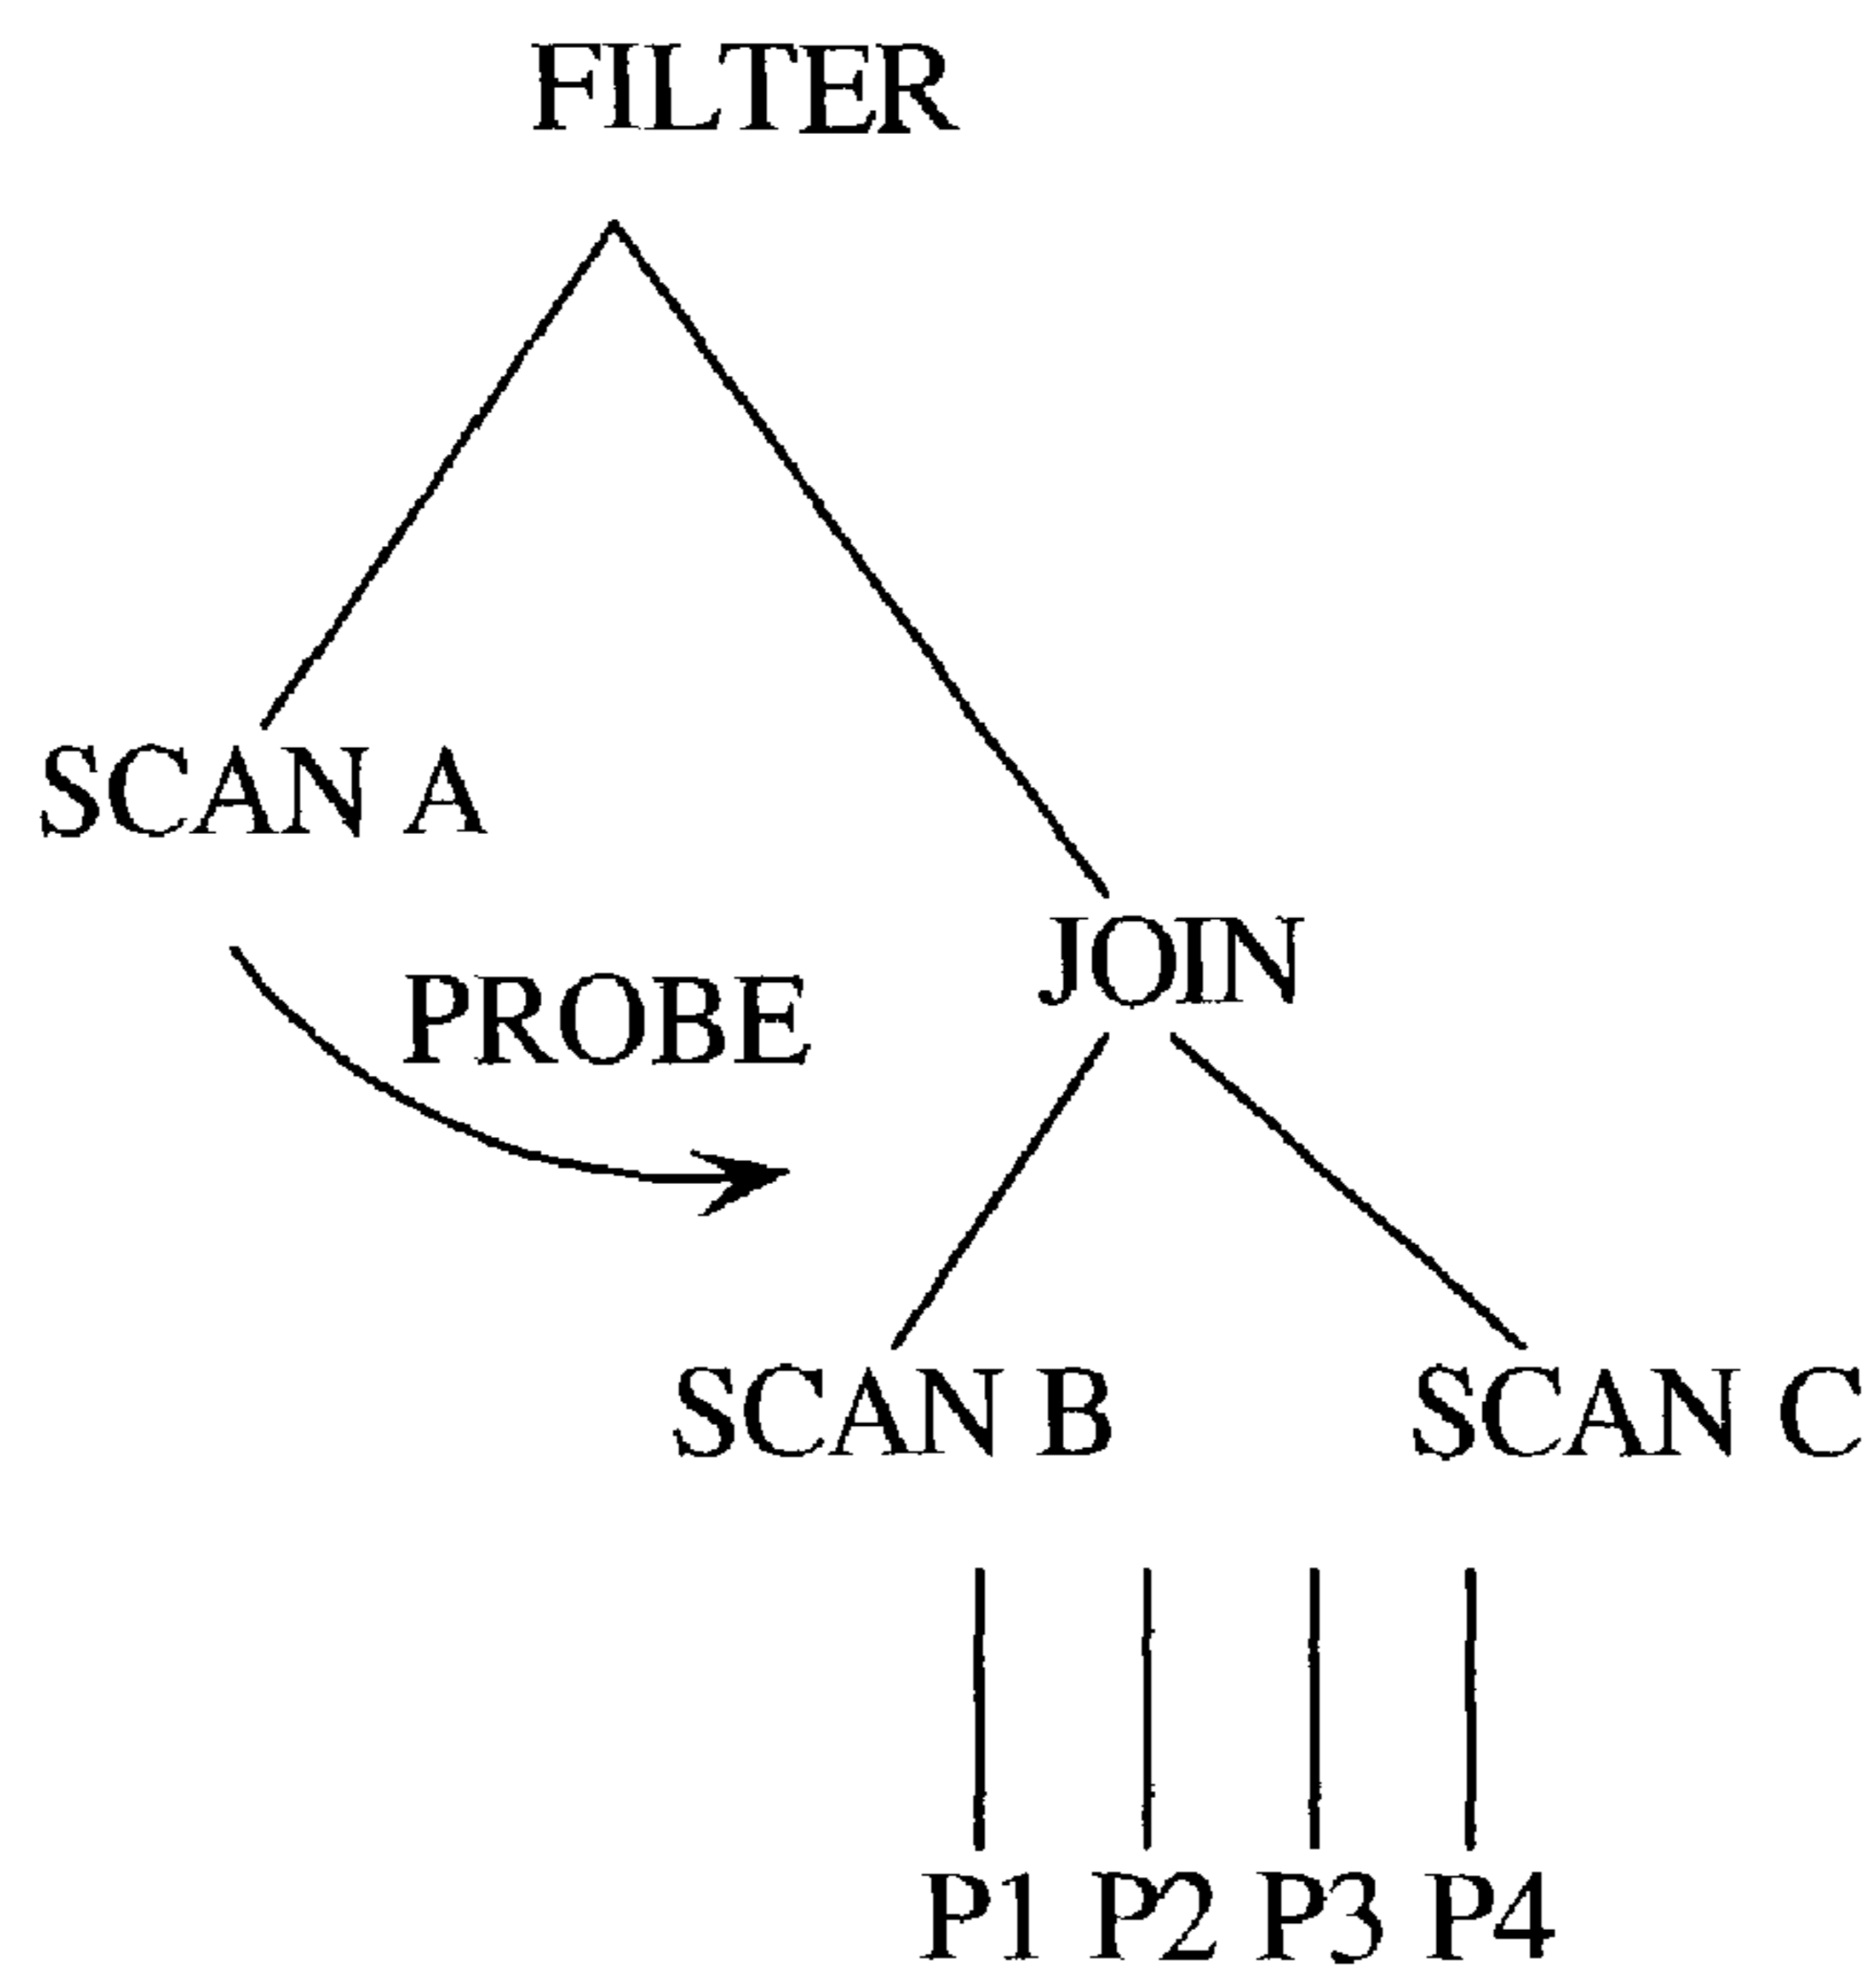 FILTER
SCAN A
JOIN
PROBE
SCAN B SCAN C
P1 P2 P3 P4